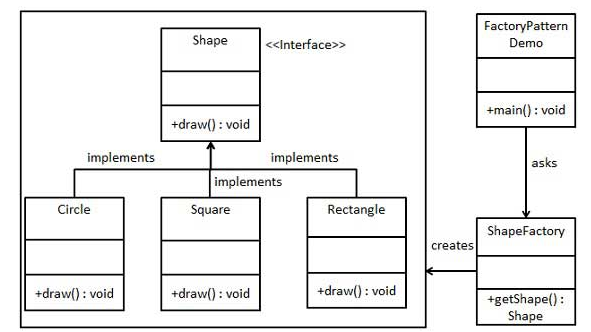 Shape
<<Interface>>
+draw() : void
implements
implements
implements
Circle
+draw() : void
Square
+draw() : void
Rectangle
+draw() : void
FactoryPattern
Demo
+main() : void
asks
creates
ShapeFactory
+getShape() :
Shape